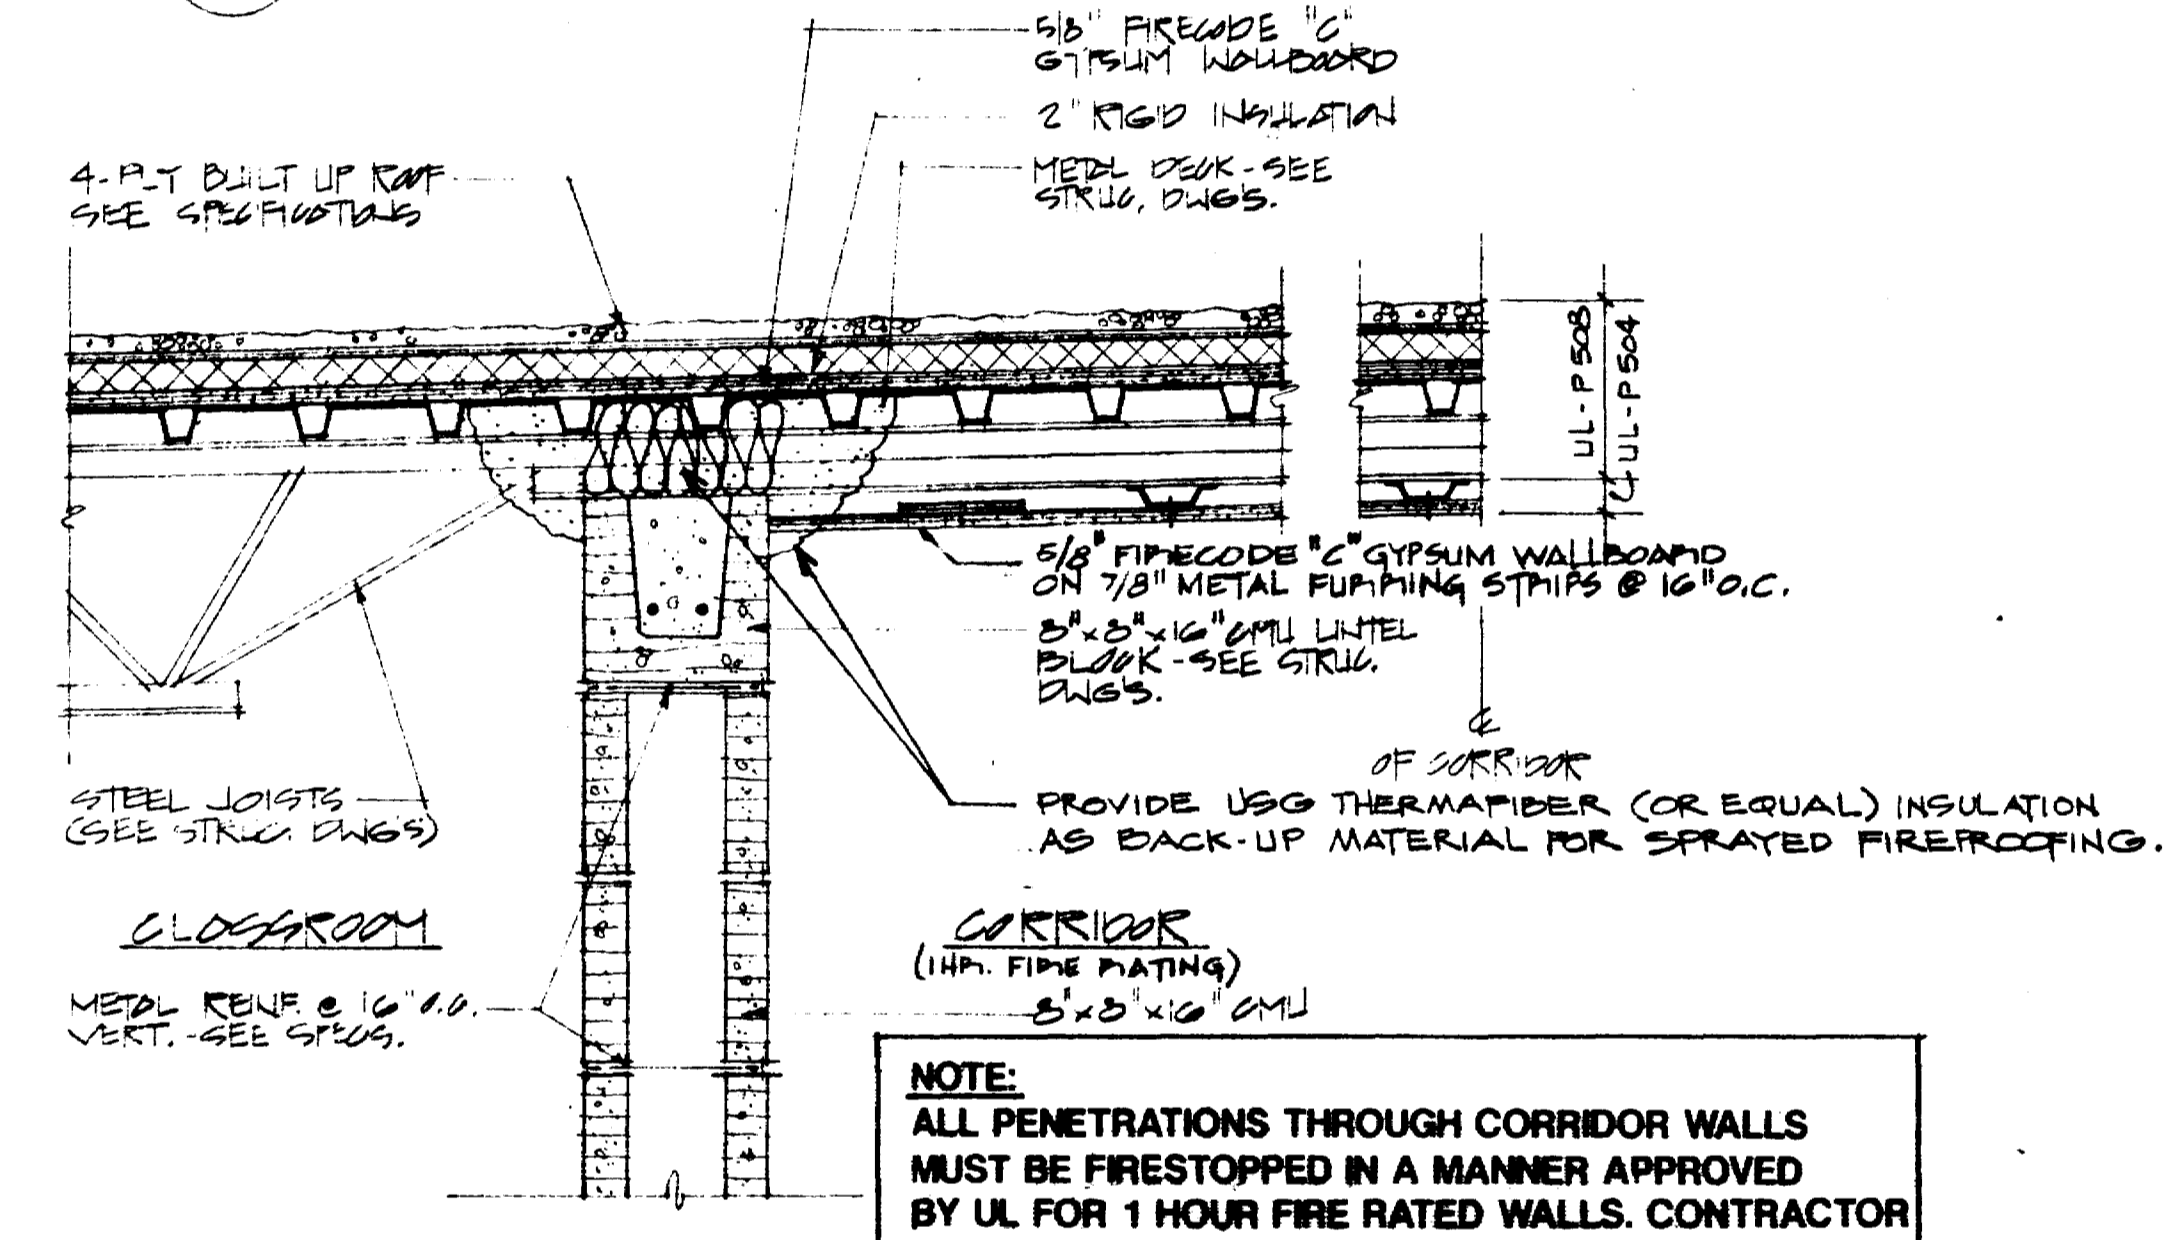 5/8" FIRECODE "C"
GYPSUM WALLBOARD
2" RIGID INSULATION
METAL DECK - SEE
STRUC. DWG'S.
4-PLY BUILT UP ROOF
SEE SPECIFICATIONS
UL-P508
UL-P504
5/8" FIRECODE "C" GYPSUM WALLBOARD
ON 7/8" METAL FURRING STRIPS @ 16" O.C.
8"x8"x16" CMU LINTEL
BLOCK - SEE STRUC.
DWG'S.
℄
OF CORRIDOR
STEEL JOISTS
(SEE STRUC. DWG'S)
PROVIDE USG THERMAFIBER (OR EQUAL) INSULATION
AS BACK-UP MATERIAL FOR SPRAYED FIREPROOFING.
CLASSROOM
CORRIDOR
(1HR. FIRE RATING)
8"x8"x16" CMU
METAL REINF. @ 16" O.C.
VERT. - SEE SPECS.
NOTE:
ALL PENETRATIONS THROUGH CORRIDOR WALLS
MUST BE FIRESTOPPED IN A MANNER APPROVED
BY UL FOR 1 HOUR FIRE RATED WALLS. CONTRACTOR